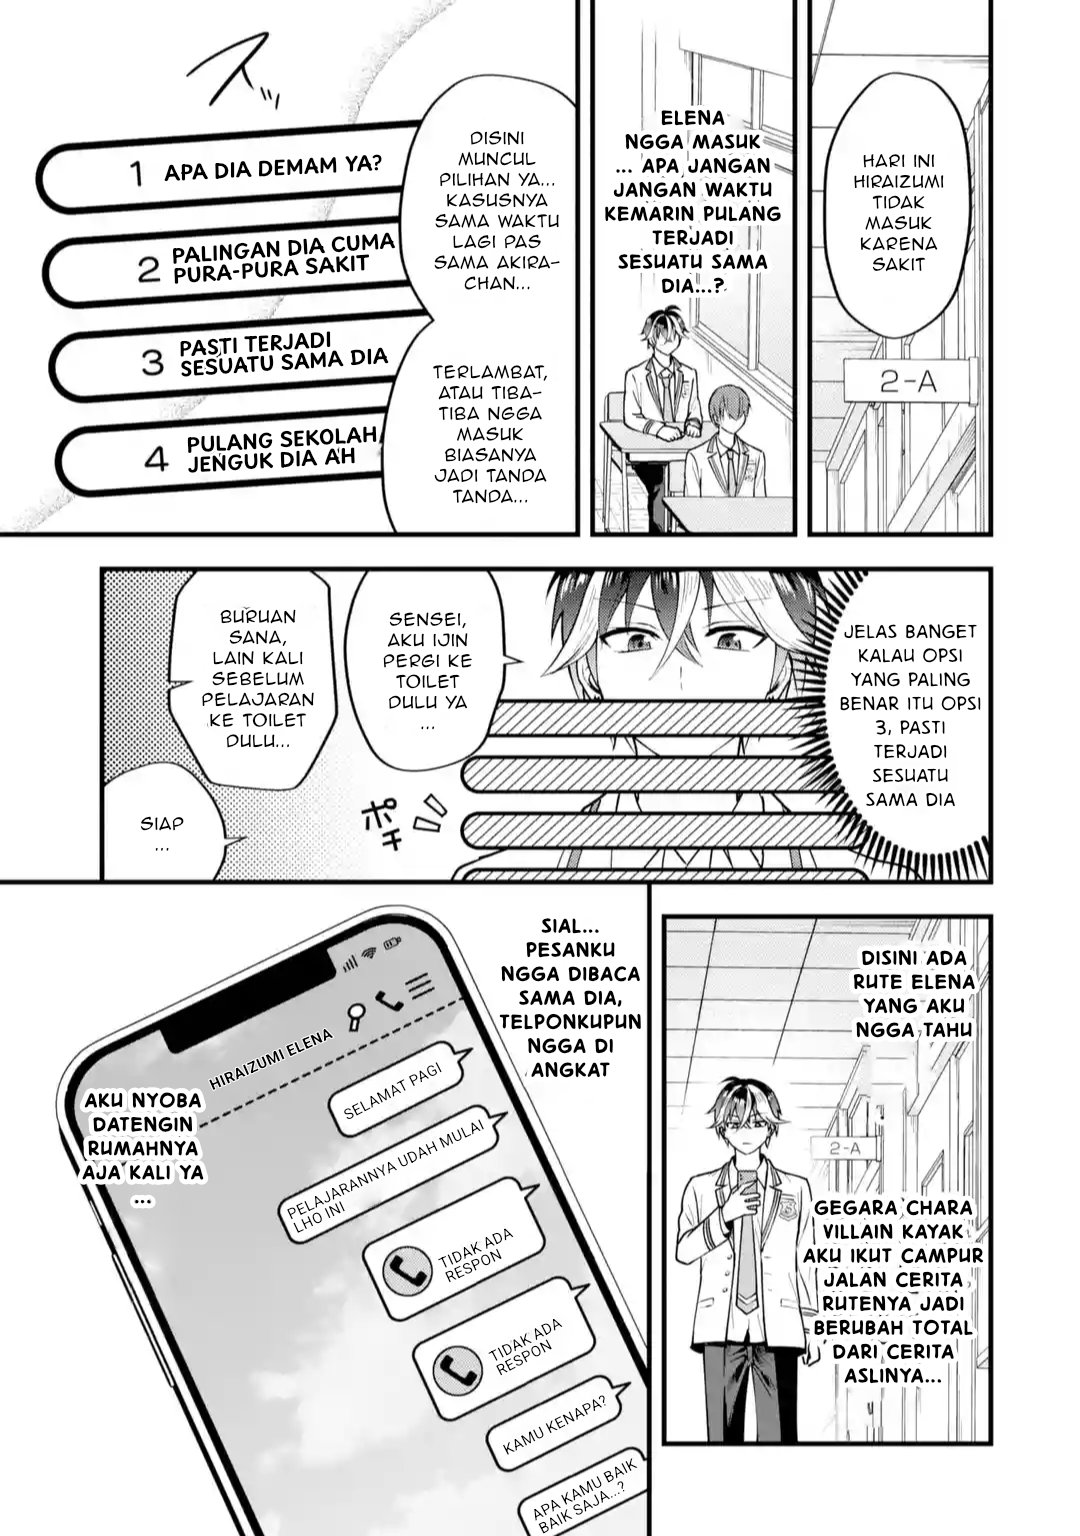 HARI INI
HIRAIZUMI
TIDAK
MASUK
KARENA
SAKIT
2-A
ELENA
NGGA MASUK
... APA JANGAN
JANGAN WAKTU
KEMARIN PULANG
TERJADI
SESUATU SAMA
DIA...?
DISINI
MUNCUL
PILIHAN YA...
KASUSNYA
SAMA WAKTU
LAGI PAS
SAMA AKIRA-
CHAN...
TERLAMBAT,
ATAU TIBA-
TIBA NGGA
MASUK
BIASANYA
JADI TANDA
TANDA...
ス
1 APA DIA DEMAM YA?
2 PALINGAN DIA CUMA
PURA-PURA SAKIT
3 PASTI TERJADI
SESUATU SAMA DIA
4 PULANG SEKOLAH,
JENGUK DIA AH
JELAS BANGET
KALAU OPSI
YANG PALING
BENAR ITU OPSI
3, PASTI
TERJADI
SESUATU
SAMA DIA
ポチ
SENSEI,
AKU IJIN
PERGI KE
TOILET
DULU YA
...
BURUAN
SANA,
LAIN KALI
SEBELUM
PELAJARAN
KE TOILET
DULU...
SIAP
...
DISINI ADA
RUTE ELENA
YANG AKU
NGGA TAHU
2-A
GEGARA CHARA
VILLAIN KAYAK
AKU IKUT CAMPUR
JALAN CERITA
RUTENYA JADI
BERUBAH TOTAL
DARI CERITA
ASLINYA...
SIAL...
PESANKU
NGGA DIBACA
SAMA DIA,
TELPONKUPUN
NGGA DI
ANGKAT
HIRAIZUMI ELENA
SELAMAT PAGI
PELAJARANNYA UDAH MULAI
LHO INI
TIDAK ADA
RESPON
TIDAK ADA
RESPON
KAMU KENAPA?
APA KAMU BAIK
BAIK SAJA...?
AKU NYOBA
DATENGIN
RUMAHNYA
AJA KALI YA
...